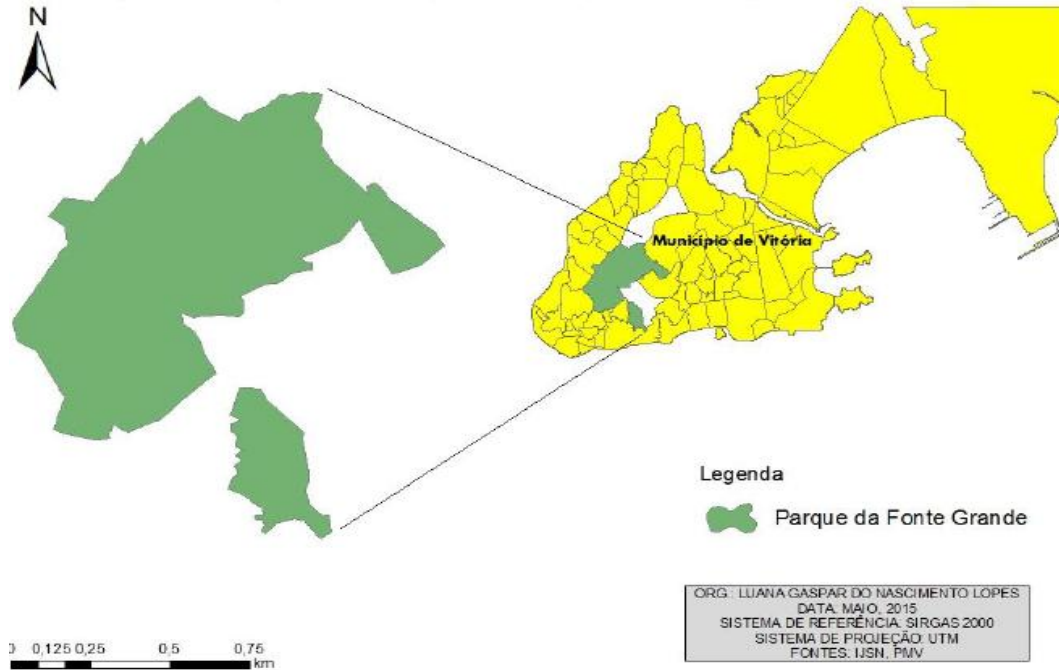 N
Município de Vitória
Legenda
Parque da Fonte Grande
ORG.: LUANA GASPAR DO NASCIMENTO LOPES
DATA: MAIO, 2015
SISTEMA DE REFERÊNCIA: SIRGAS 2000
SISTEMA DE PROJEÇÃO: UTM
FONTES: IJSN, PMV
0 0,125 0,25 0,5 0,75
km